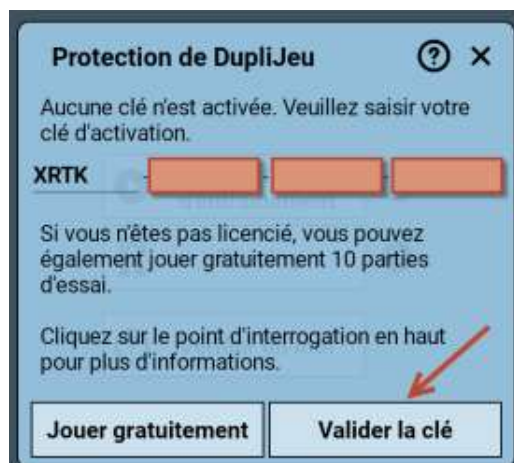 Protection de DupliJeu ? ×
Aucune clé n'est activée. Veuillez saisir votre
clé d'activation.
XRTK - - -
Si vous n'êtes pas licencié, vous pouvez
également jouer gratuitement 10 parties
d'essai.
Cliquez sur le point d'interrogation en haut
pour plus d'informations.
Jouer gratuitement Valider la clé